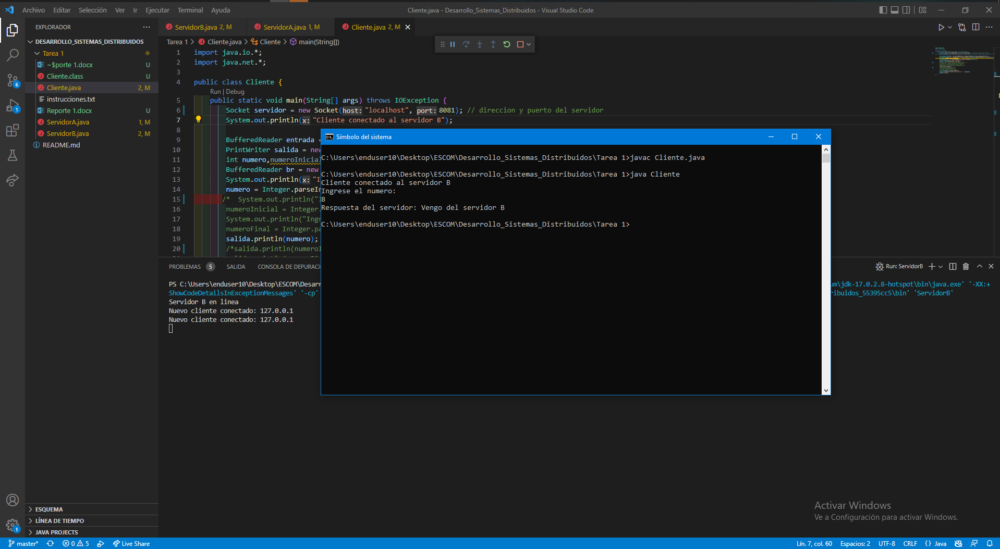 Archivo Editar Selección Ver Ir Ejecutar Terminal Ayuda
Cliente.java - Desarrollo_Sistemas_Distribuidos - Visual Studio Code
EXPLORADOR
DESARROLLO_SISTEMAS_DISTRIBUIDOS
Tarea 1
~$porte 1.docx U
Cliente.class U
Cliente.java 2, M
instrucciones.txt
Reporte 1.docx U
ServidorA.java 1, M
ServidorB.java 2, M
README.md
6
1
1
ESQUEMA
LÍNEA DE TIEMPO
JAVA PROJECTS
ServidorB.java 2, M
ServidorA.java 1, M
Cliente.java 2, M
Tarea 1 > Cliente.java > Cliente > main(String[])
1 import java.io.*;
2 import java.net.*;
3
4 public class Cliente {
Run | Debug
5 public static void main(String[] args) throws IOException {
6 Socket servidor = new Socket(host: "localhost", port: 8081); // direccion y puerto del servidor
7 System.out.println(x: "Cliente conectado al servidor B");
8
9 BufferedReader entrada =
10 PrintWriter salida = new
11 int numero,numeroInicial
12 BufferedReader br = new
13 System.out.println(x: "I
14 numero = Integer.parseIn
15 /* System.out.println("I
16 numeroInicial = Integer.
17 System.out.println("Ingr
18 numeroFinal = Integer.pa
19 salida.println(numero);
20 /*salida.println(numeroI
Símbolo del sistema
C:\Users\enduser10\Desktop\ESCOM\Desarrollo_Sistemas_Distribuidos\Tarea 1>javac Cliente.java
C:\Users\enduser10\Desktop\ESCOM\Desarrollo_Sistemas_Distribuidos\Tarea 1>java Cliente
Cliente conectado al servidor B
Ingrese el numero:
8
Respuesta del servidor: Vengo del servidor B
C:\Users\enduser10\Desktop\ESCOM\Desarrollo_Sistemas_Distribuidos\Tarea 1>
PROBLEMAS 5 SALIDA CONSOLA DE DEPURACI
Run: ServidorB
PS C:\Users\enduser10\Desktop\ESCOM\Desarr
m\jdk-17.0.2.8-hotspot\bin\java.exe' '-XX:+
ShowCodeDetailsInExceptionMessages' '-cp'
ribuidos_55395cc5\bin' 'ServidorB'
Servidor B en linea
Nuevo cliente conectado: 127.0.0.1
Nuevo cliente conectado: 127.0.0.1
Activar Windows
Ve a Configuración para activar Windows.
master* 0 5 Live Share
Lín. 7, col. 60 Espacios: 2 UTF-8 CRLF {} Java